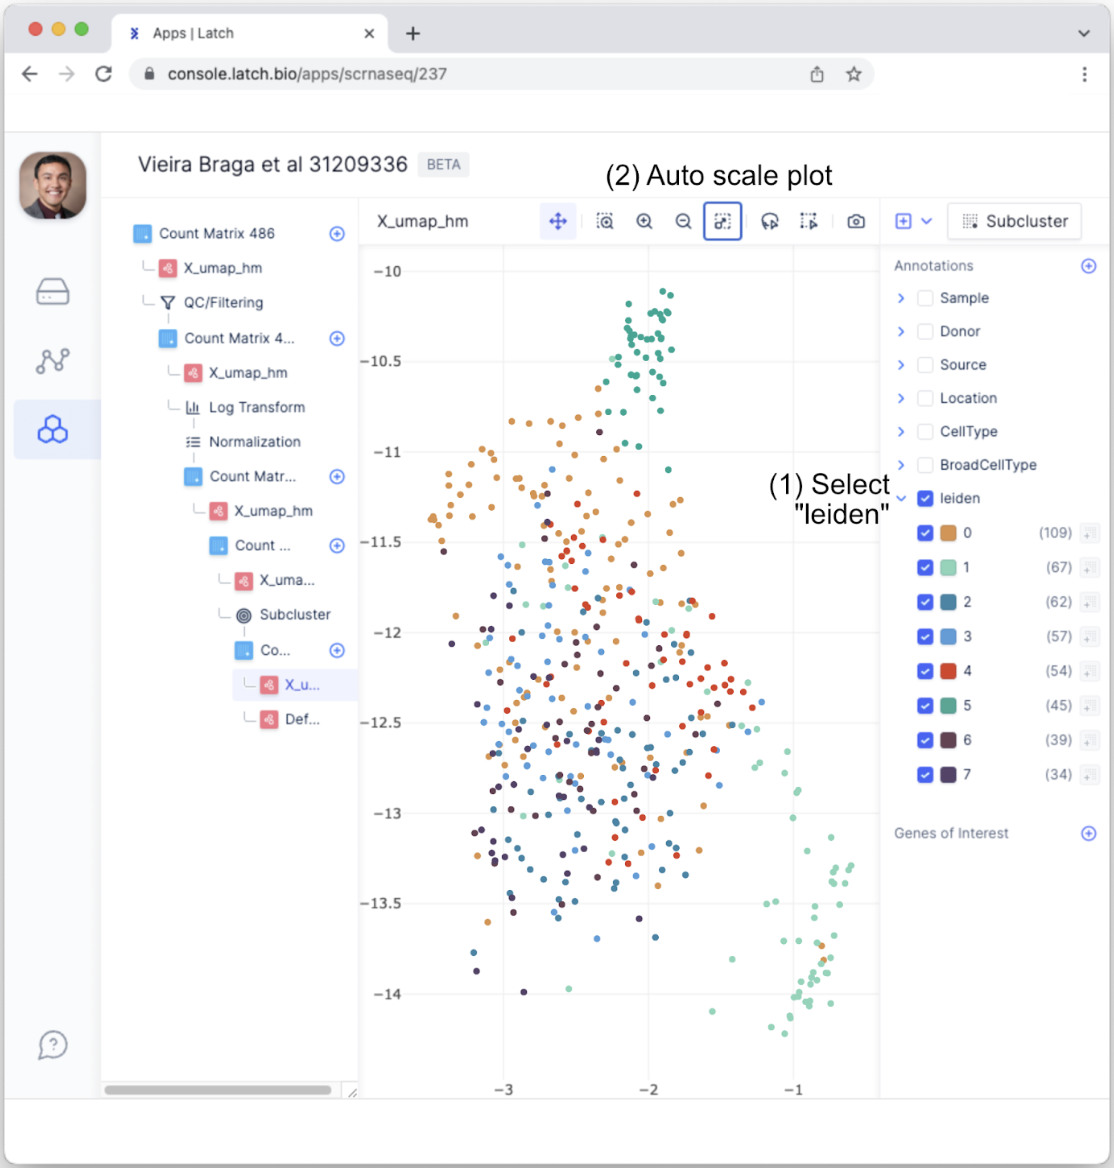 Apps | Latch
console.latch.bio/apps/scrnaseq/237
Vieira Braga et al 31209336 BETA
(2) Auto scale plot
X_umap_hm
Subcluster
Count Matrix 486
X_umap_hm
QC/Filtering
Count Matrix 4...
X_umap_hm
Log Transform
Normalization
Count Matr...
X_umap_hm
Count ...
X_uma...
Subcluster
Co...
X_u...
Def...
−10
−10.5
−11
−11.5
−12
−12.5
−13
−13.5
−14
−3 −2 −1
(1) Select
"leiden"
Annotations
Sample
Donor
Source
Location
CellType
BroadCellType
leiden
0 (109)
1 (67)
2 (62)
3 (57)
4 (54)
5 (45)
6 (39)
7 (34)
Genes of Interest